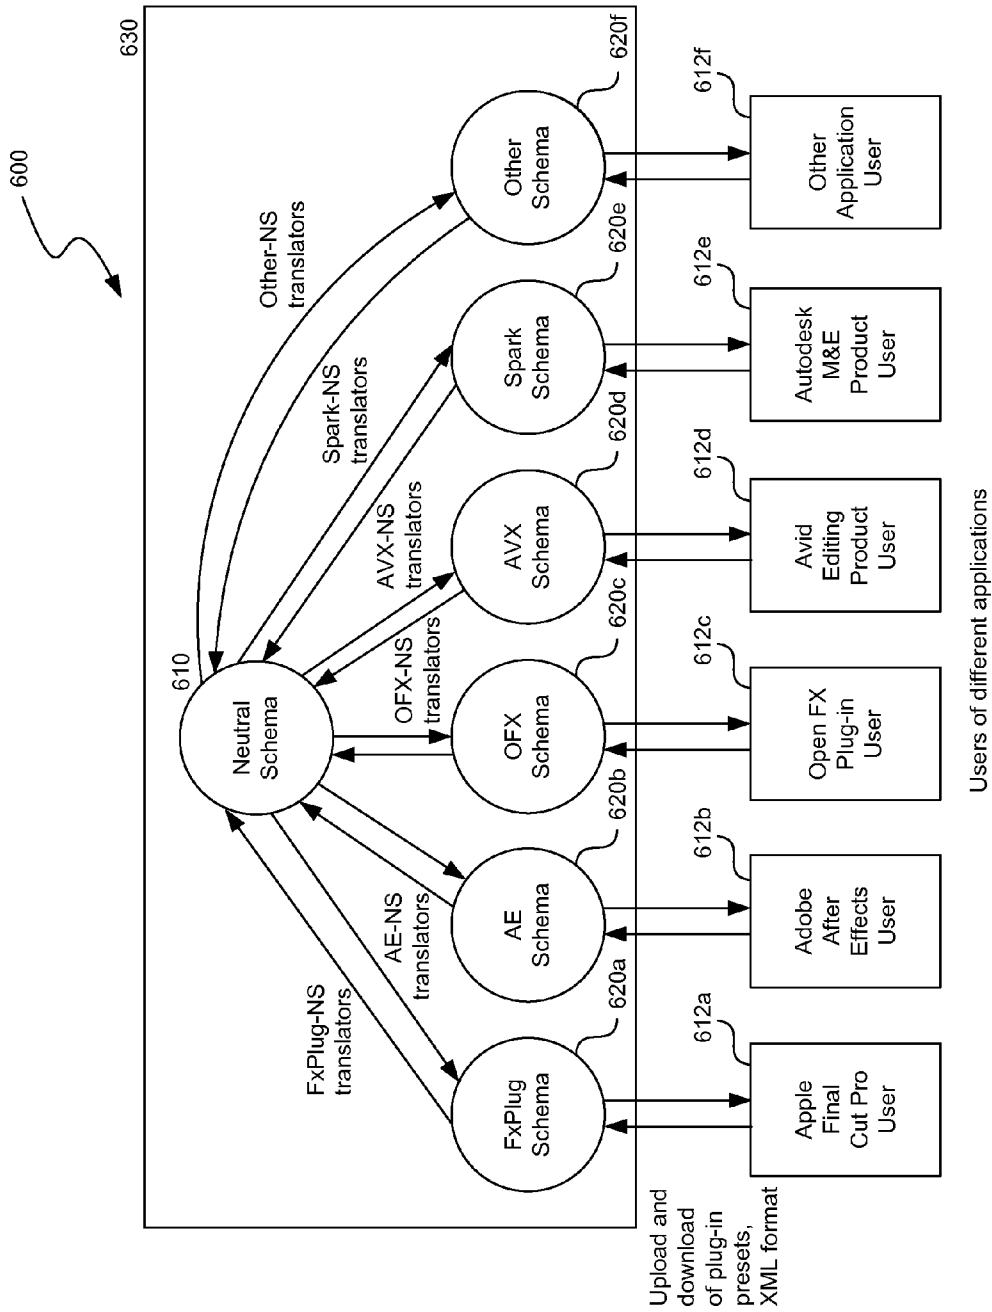 600
630
610
Neutral
Schema
FxPlug-NS
translators
AE-NS
translators
OFX-NS
translators
AVX-NS
translators
Spark-NS
translators
Other-NS
translators
FxPlug
Schema
620a
AE
Schema
620b
OFX
Schema
620c
AVX
Schema
620d
Spark
Schema
620e
Other
Schema
620f
Upload and
download
of plug-in
presets,
XML format
612a
Apple
Final
Cut Pro
User
612b
Adobe
After
Effects
User
612c
Open FX
Plug-in
User
612d
Avid
Editing
Product
User
612e
Autodesk
M&E
Product
User
612f
Other
Application
User
Users of different applications